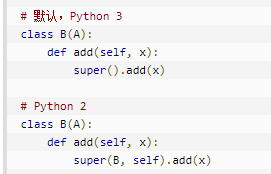 # 默认，Python 3
class B(A):
    def add(self, x):
        super().add(x)

# Python 2
class B(A):
    def add(self, x):
        super(B, self).add(x)